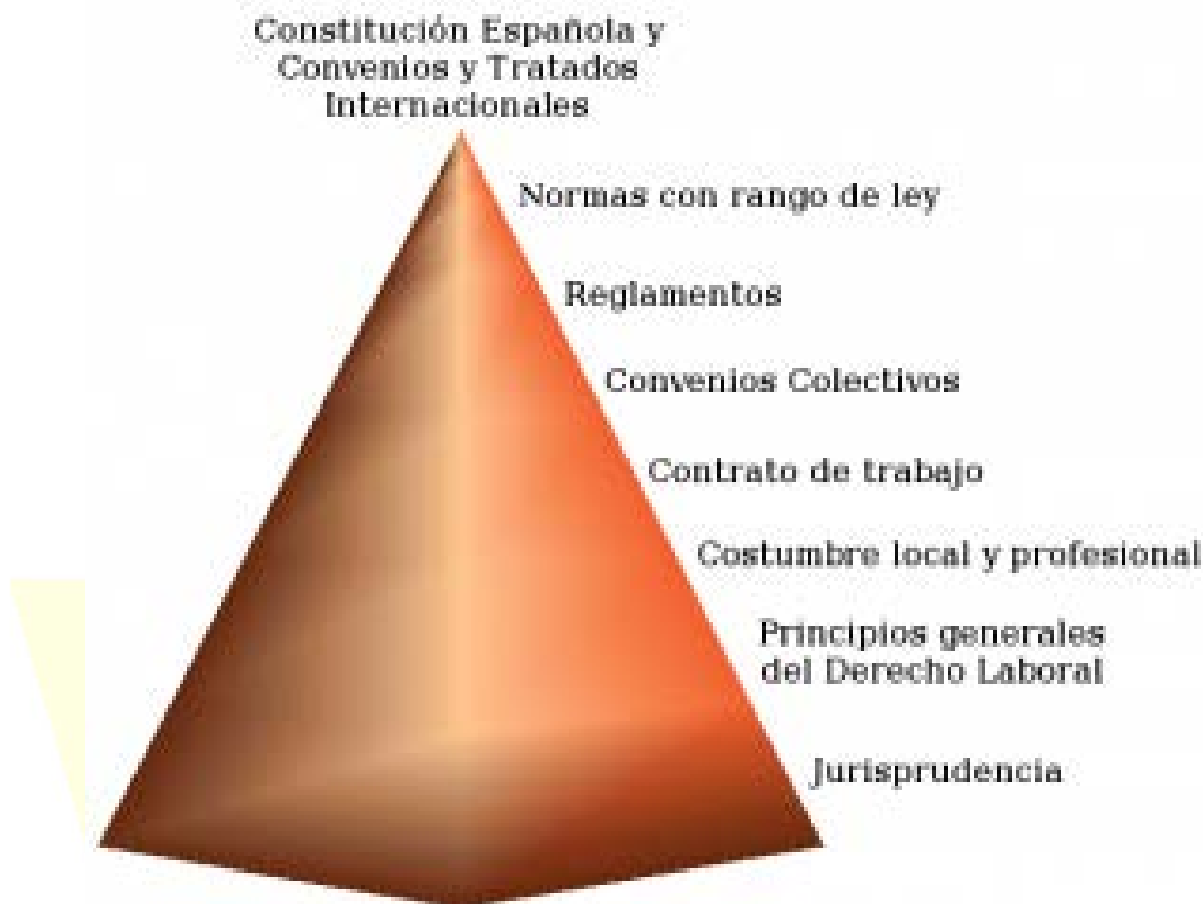 Constitución Española y
Convenios y Tratados
Internacionales
Normas con rango de ley
Reglamentos
Convenios Colectivos
Contrato de trabajo
Costumbre local y profesional
Principios generales
del Derecho Laboral
Jurisprudencia